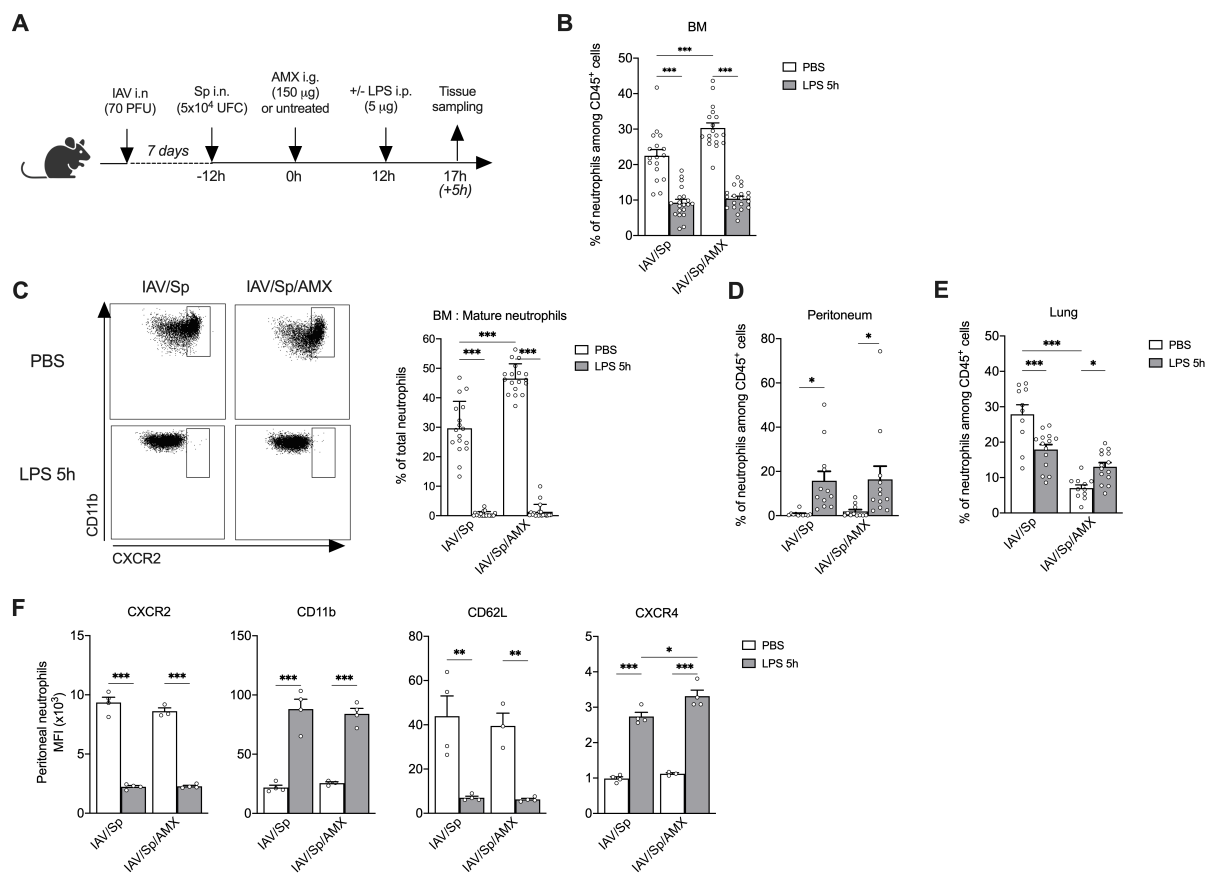 A
IAV i.n
(70 PFU)
Sp i.n.
(5x10⁴ UFC)
AMX i.g.
(150 µg)
or untreated
+/- LPS i.p.
(5 µg)
Tissue
sampling
7 days
-12h
0h
12h
17h
(+5h)
B
BM
% of neutrophils among CD45⁺ cells
50
40
30
20
10
0
***
***
***
IAV/Sp
IAV/Sp/AMX
PBS
LPS 5h
C
IAV/Sp
IAV/Sp/AMX
PBS
LPS 5h
CD11b
CXCR2
BM : Mature neutrophils
% of total neutrophils
60
50
40
30
20
10
0
***
***
***
IAV/Sp
IAV/Sp/AMX
PBS
LPS 5h
D
Peritoneum
% of neutrophils among CD45⁺ cells
80
60
40
20
0
*
*
IAV/Sp
IAV/Sp/AMX
E
Lung
% of neutrophils among CD45⁺ cells
50
40
30
20
10
0
***
***
*
IAV/Sp
IAV/Sp/AMX
PBS
LPS 5h
F
Peritoneal neutrophils
MFI (x10³)
CXCR2
15
10
5
0
***
***
IAV/Sp
IAV/Sp/AMX
CD11b
150
100
50
0
***
***
IAV/Sp
IAV/Sp/AMX
CD62L
80
60
40
20
0
**
**
IAV/Sp
IAV/Sp/AMX
CXCR4
5
4
3
2
1
0
*
***
***
IAV/Sp
IAV/Sp/AMX
PBS
LPS 5h